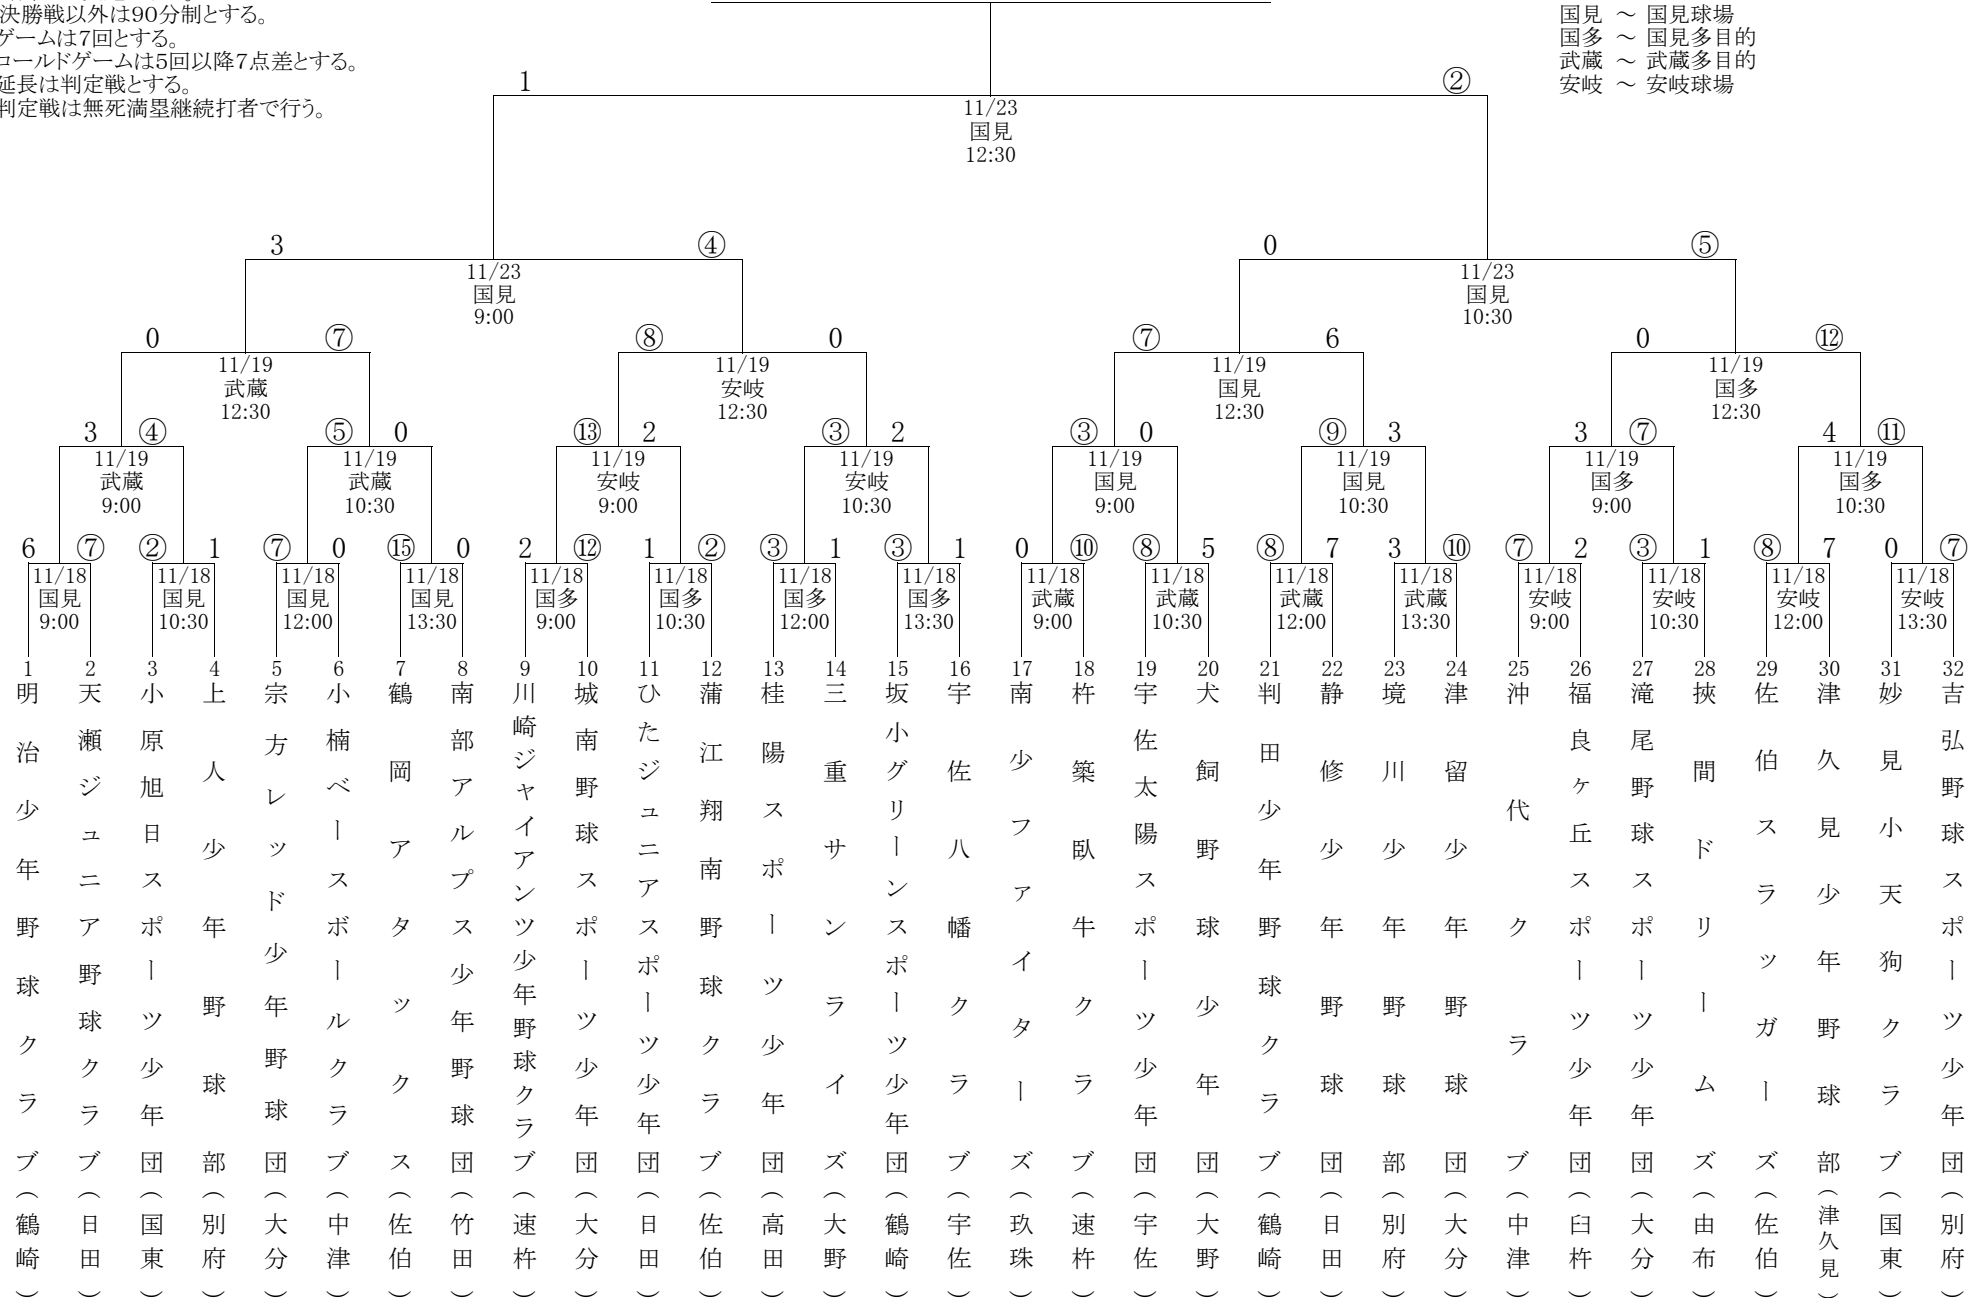 決勝戦以外は90分制とする。
ゲームは7回とする。
コールドゲームは5回以降7点差とする。
延長は判定戦とする。
判定戦は無死満塁継続打者で行う。
国見 ～ 国見球場
国多 ～ 国見多目的
武蔵 ～ 武蔵多目的
安岐 ～ 安岐球場
1 ②
11/23
国見
12:30
3 ④ 0 ⑤
11/23 11/23
国見 国見
9:00 10:30
0 ⑦ ⑧ 0 ⑦ 6 0 ⑫
11/19 11/19 11/19 11/19
武蔵 安岐 国見 国多
12:30 12:30 12:30 12:30
3 ④ ⑤ 0 ⑬ 2 ③ 2 ③ 0 ⑨ 3 3 ⑦ 4 ⑪
11/19 11/19 11/19 11/19 11/19 11/19 11/19 11/19
武蔵 武蔵 安岐 安岐 国見 国見 国多 国多
9:00 10:30 9:00 10:30 9:00 10:30 9:00 10:30
6 ⑦ ② 1 ⑦ 0 ⑮ 0 2 ⑫ 1 ② ③ 1 ③ 1 0 ⑩ ⑧ 5 ⑧ 7 3 ⑩ ⑦ 2 ③ 1 ⑧ 7 0 ⑦
11/18 11/18 11/18 11/18 11/18 11/18 11/18 11/18 11/18 11/18 11/18 11/18 11/18 11/18 11/18 11/18
国見 国見 国見 国見 国多 国多 国多 国多 武蔵 武蔵 武蔵 武蔵 安岐 安岐 安岐 安岐
9:00 10:30 12:00 13:30 9:00 10:30 12:00 13:30 9:00 10:30 12:00 13:30 9:00 10:30 12:00 13:30
1 明治少年野球クラブ（鶴崎）
2 天瀬ジュニア野球クラブ（日田）
3 小原旭日スポーツ少年団（国東）
4 上人少年野球部（別府）
5 宗方レッド少年野球団（大分）
6 小楠ベースボールクラブ（中津）
7 鶴岡アタックス（佐伯）
8 南部アルプス少年野球団（竹田）
9 川崎ジャイアンツ少年野球クラブ（速杵）
10 城南野球スポーツ少年団（大分）
11 ひたジュニアスポーツ少年団（日田）
12 蒲江翔南野球クラブ（佐伯）
13 桂陽スポーツ少年団（高田）
14 三重サンライズ（大野）
15 坂小グリーンスポーツ少年団（鶴崎）
16 宇佐八幡クラブ（宇佐）
17 南少ファイターズ（玖珠）
18 杵築臥牛クラブ（速杵）
19 宇佐太陽スポーツ少年団（宇佐）
20 犬飼野球少年団（大野）
21 判田少年野球クラブ（鶴崎）
22 静修少年野球団（日田）
23 境川少年野球部（別府）
24 津留少年野球団（大分）
25 沖代クラブ（中津）
26 福良ヶ丘スポーツ少年団（臼杵）
27 滝尾野球スポーツ少年団（大分）
28 挾間ドリームズ（由布）
29 佐伯スラッガーズ（佐伯）
30 津久見少年野球部（津久見）
31 妙見小天狗クラブ（国東）
32 吉弘野球スポーツ少年団（別府）